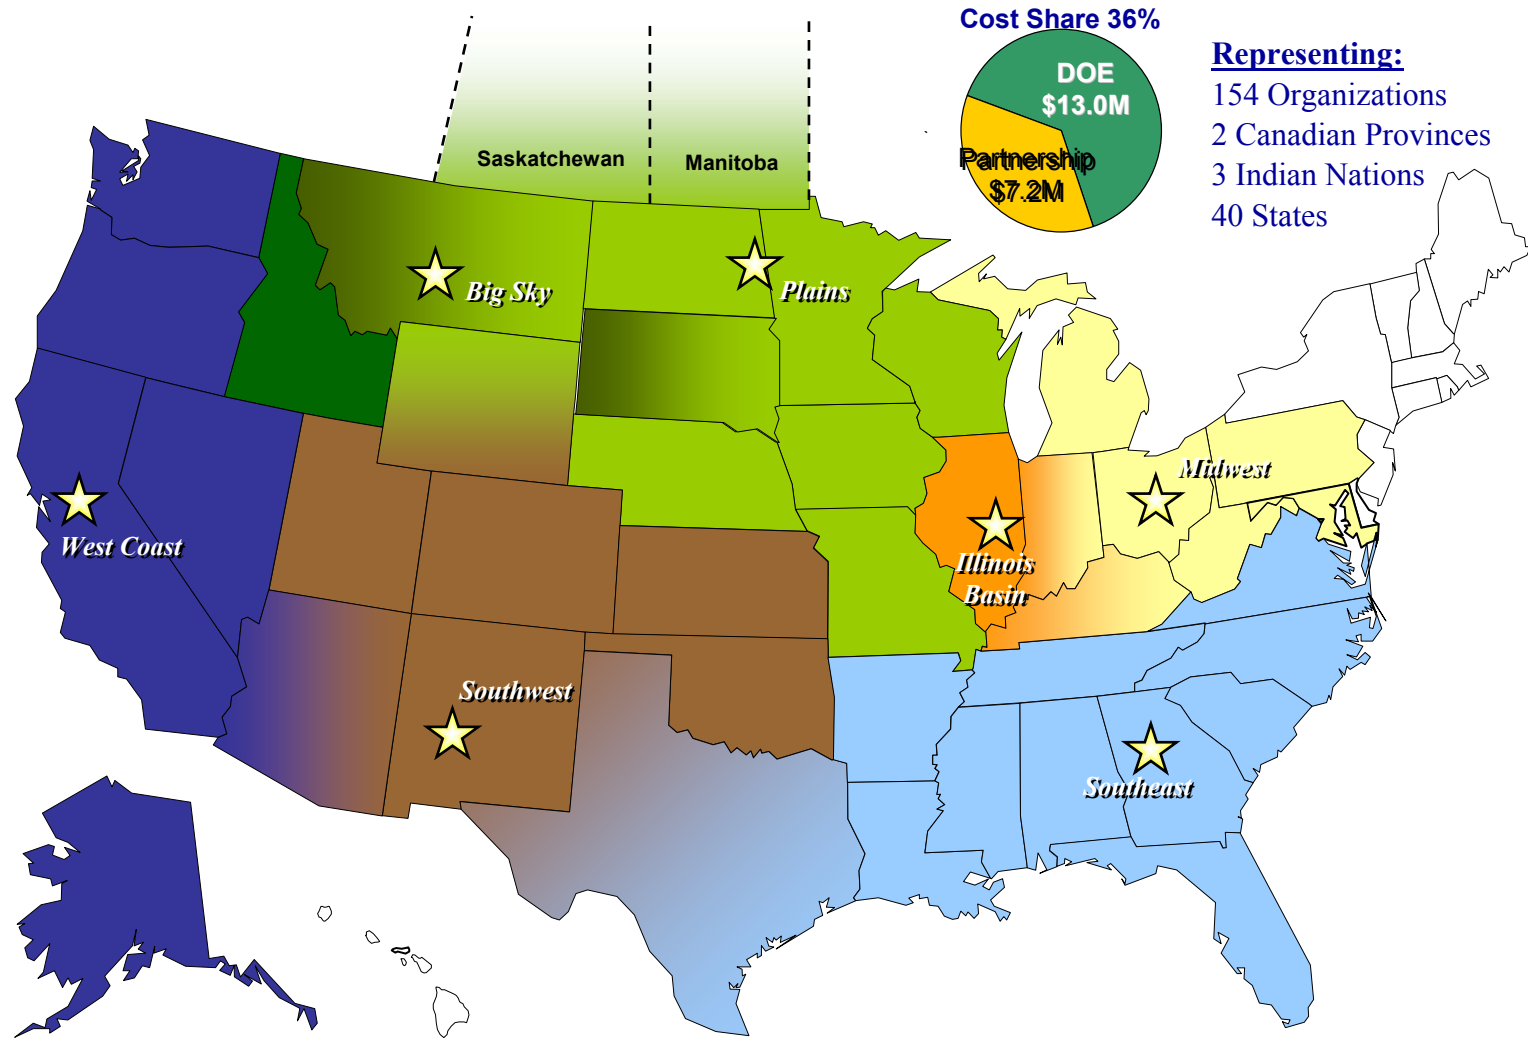 Cost Share 36%
DOE
$13.0M
Partnership
$7.2M
Representing:
154 Organizations
2 Canadian Provinces
3 Indian Nations
40 States
Saskatchewan
Manitoba
Big Sky
Plains
Midwest
West Coast
Illinois
Basin
Southwest
Southeast